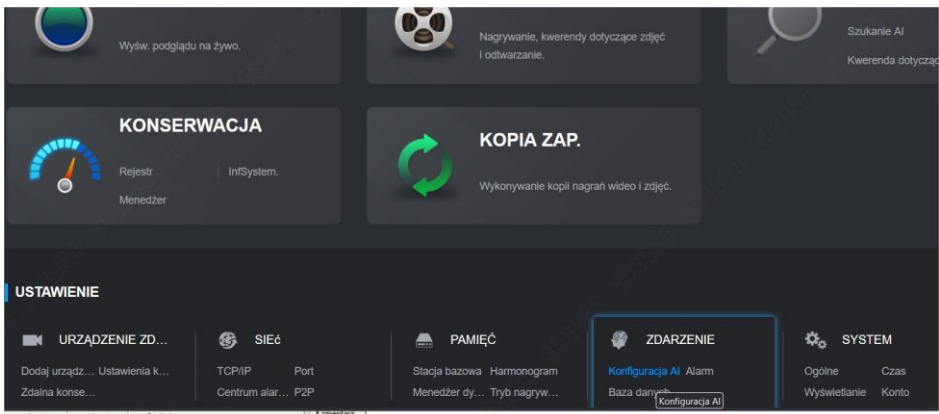 Wyśw. podglądu na żywo.
Nagrywanie, kwerendy dotyczące zdjęć
i odtwarzanie.
Szukanie AI
Kwerenda dotycząc
KONSERWACJA
Rejestr InfSystem.
Menedżer
KOPIA ZAP.
Wykonywanie kopii nagrań wideo i zdjęć.
USTAWIENIE
URZĄDZENIE ZD...
Dodaj urządz... Ustawienia k...
Zdalna konse...
SIEć
TCP/IP Port
Centrum alar... P2P
PAMIĘĆ
Stacja bazowa Harmonogram
Menedżer dy... Tryb nagryw...
ZDARZENIE
Konfiguracja AI Alarm
Baza danych
Konfiguracja AI
SYSTEM
Ogólne Czas
Wyświetlanie Konto